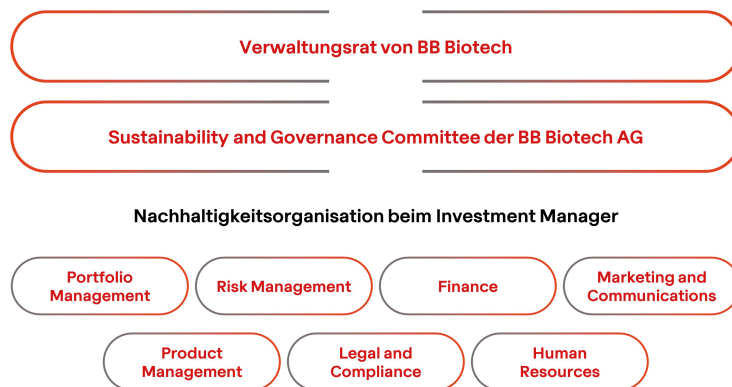 Verwaltungsrat von BB Biotech
Sustainability and Governance Committee der BB Biotech AG
Nachhaltigkeitsorganisation beim Investment Manager
Portfolio
Management
Risk Management
Finance
Marketing and
Communications
Product
Management
Legal and
Compliance
Human
Resources